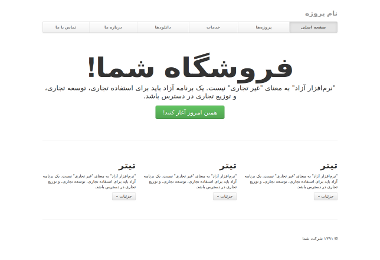 نام پروژه
صفحه اصلی پروژه‌ها خدمات دانلودها درباره ما تماس با ما
فروشگاه شما!
"نرم‌افزار آزاد" به معنای "غیر تجاری" نیست. یک برنامه آزاد باید برای استفاده تجاری، توسعه تجاری،
و توزیع تجاری در دسترس باشد.
همین امروز آغاز کنید!
تیتر
"نرم‌افزار آزاد" به معنای "غیر تجاری" نیست. یک برنامه
آزاد باید برای استفاده تجاری، توسعه تجاری، و توزیع
تجاری در دسترس باشد.
جزئیات »
تیتر
"نرم‌افزار آزاد" به معنای "غیر تجاری" نیست. یک برنامه
آزاد باید برای استفاده تجاری، توسعه تجاری، و توزیع
تجاری در دسترس باشد.
جزئیات »
تیتر
"نرم‌افزار آزاد" به معنای "غیر تجاری" نیست. یک برنامه
آزاد باید برای استفاده تجاری، توسعه تجاری، و توزیع
تجاری در دسترس باشد.
جزئیات »
شرکت شما